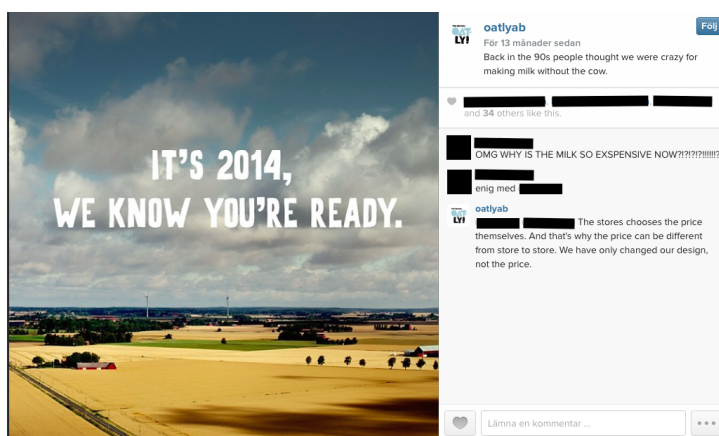 IT'S 2014,
WE KNOW YOU'RE READY.
OATLY!
oatlyab
Följ
För 13 månader sedan
Back in the 90s people thought we were crazy for
making milk without the cow.
and 34 others like this.
OMG WHY IS THE MILK SO EXSPENSIVE NOW?!?!?!?!!!!!!?
enig med
OATLY!
oatlyab
The stores chooses the price
themselves. And that's why the price can be different
from store to store. We have only changed our design,
not the price.
Lämna en kommentar ...